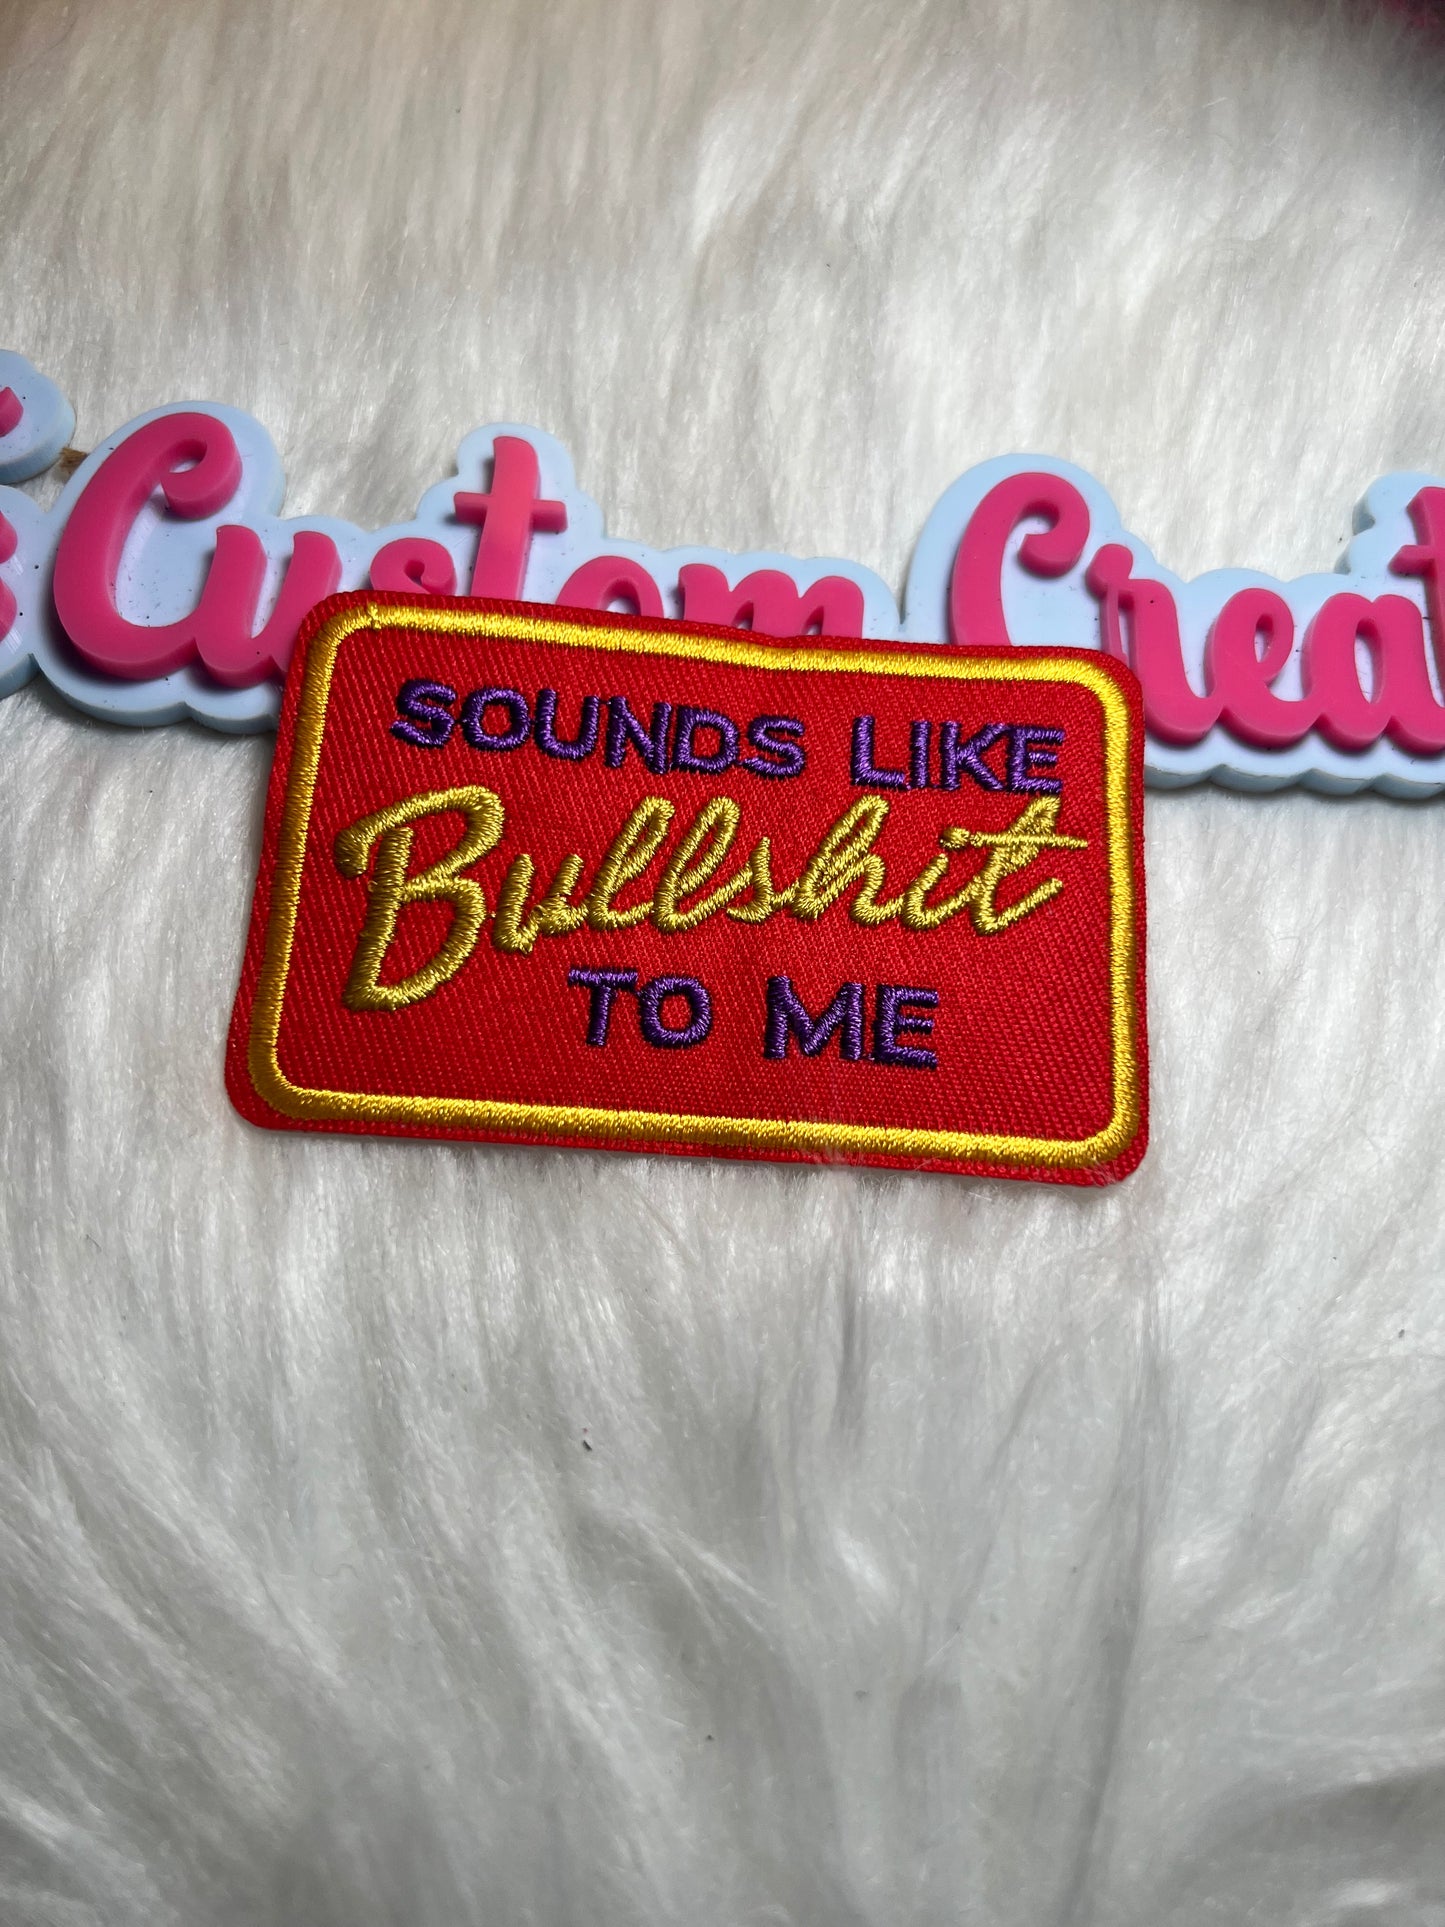 Custom Creat
SOUNDS LIKE
Bullshit
TO ME